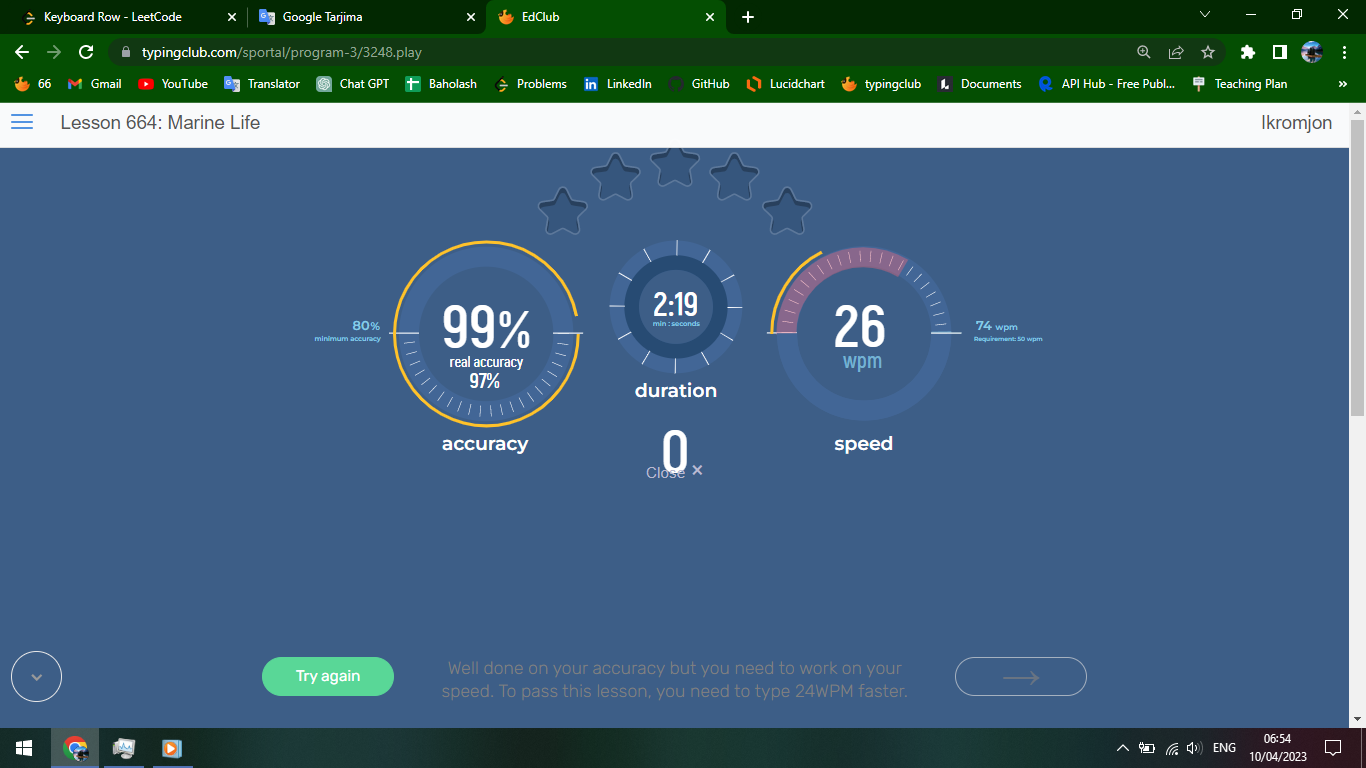 Keyboard Row - LeetCode
Google Tarjima
EdClub
typingclub.com/sportal/program-3/3248.play
66
Gmail
YouTube
Translator
Chat GPT
Baholash
Problems
LinkedIn
GitHub
Lucidchart
typingclub
Documents
API Hub - Free Publ...
Teaching Plan
»
Lesson 664: Marine Life
Ikromjon
80%
minimum accuracy
99%
real accuracy
97%
accuracy
2:19
min : seconds
duration
0
Close ×
26
wpm
speed
74 wpm
Requirement: 50 wpm
Try again
Well done on your accuracy but you need to work on your
speed. To pass this lesson, you need to type 24WPM faster.
ENG
06:54
10/04/2023